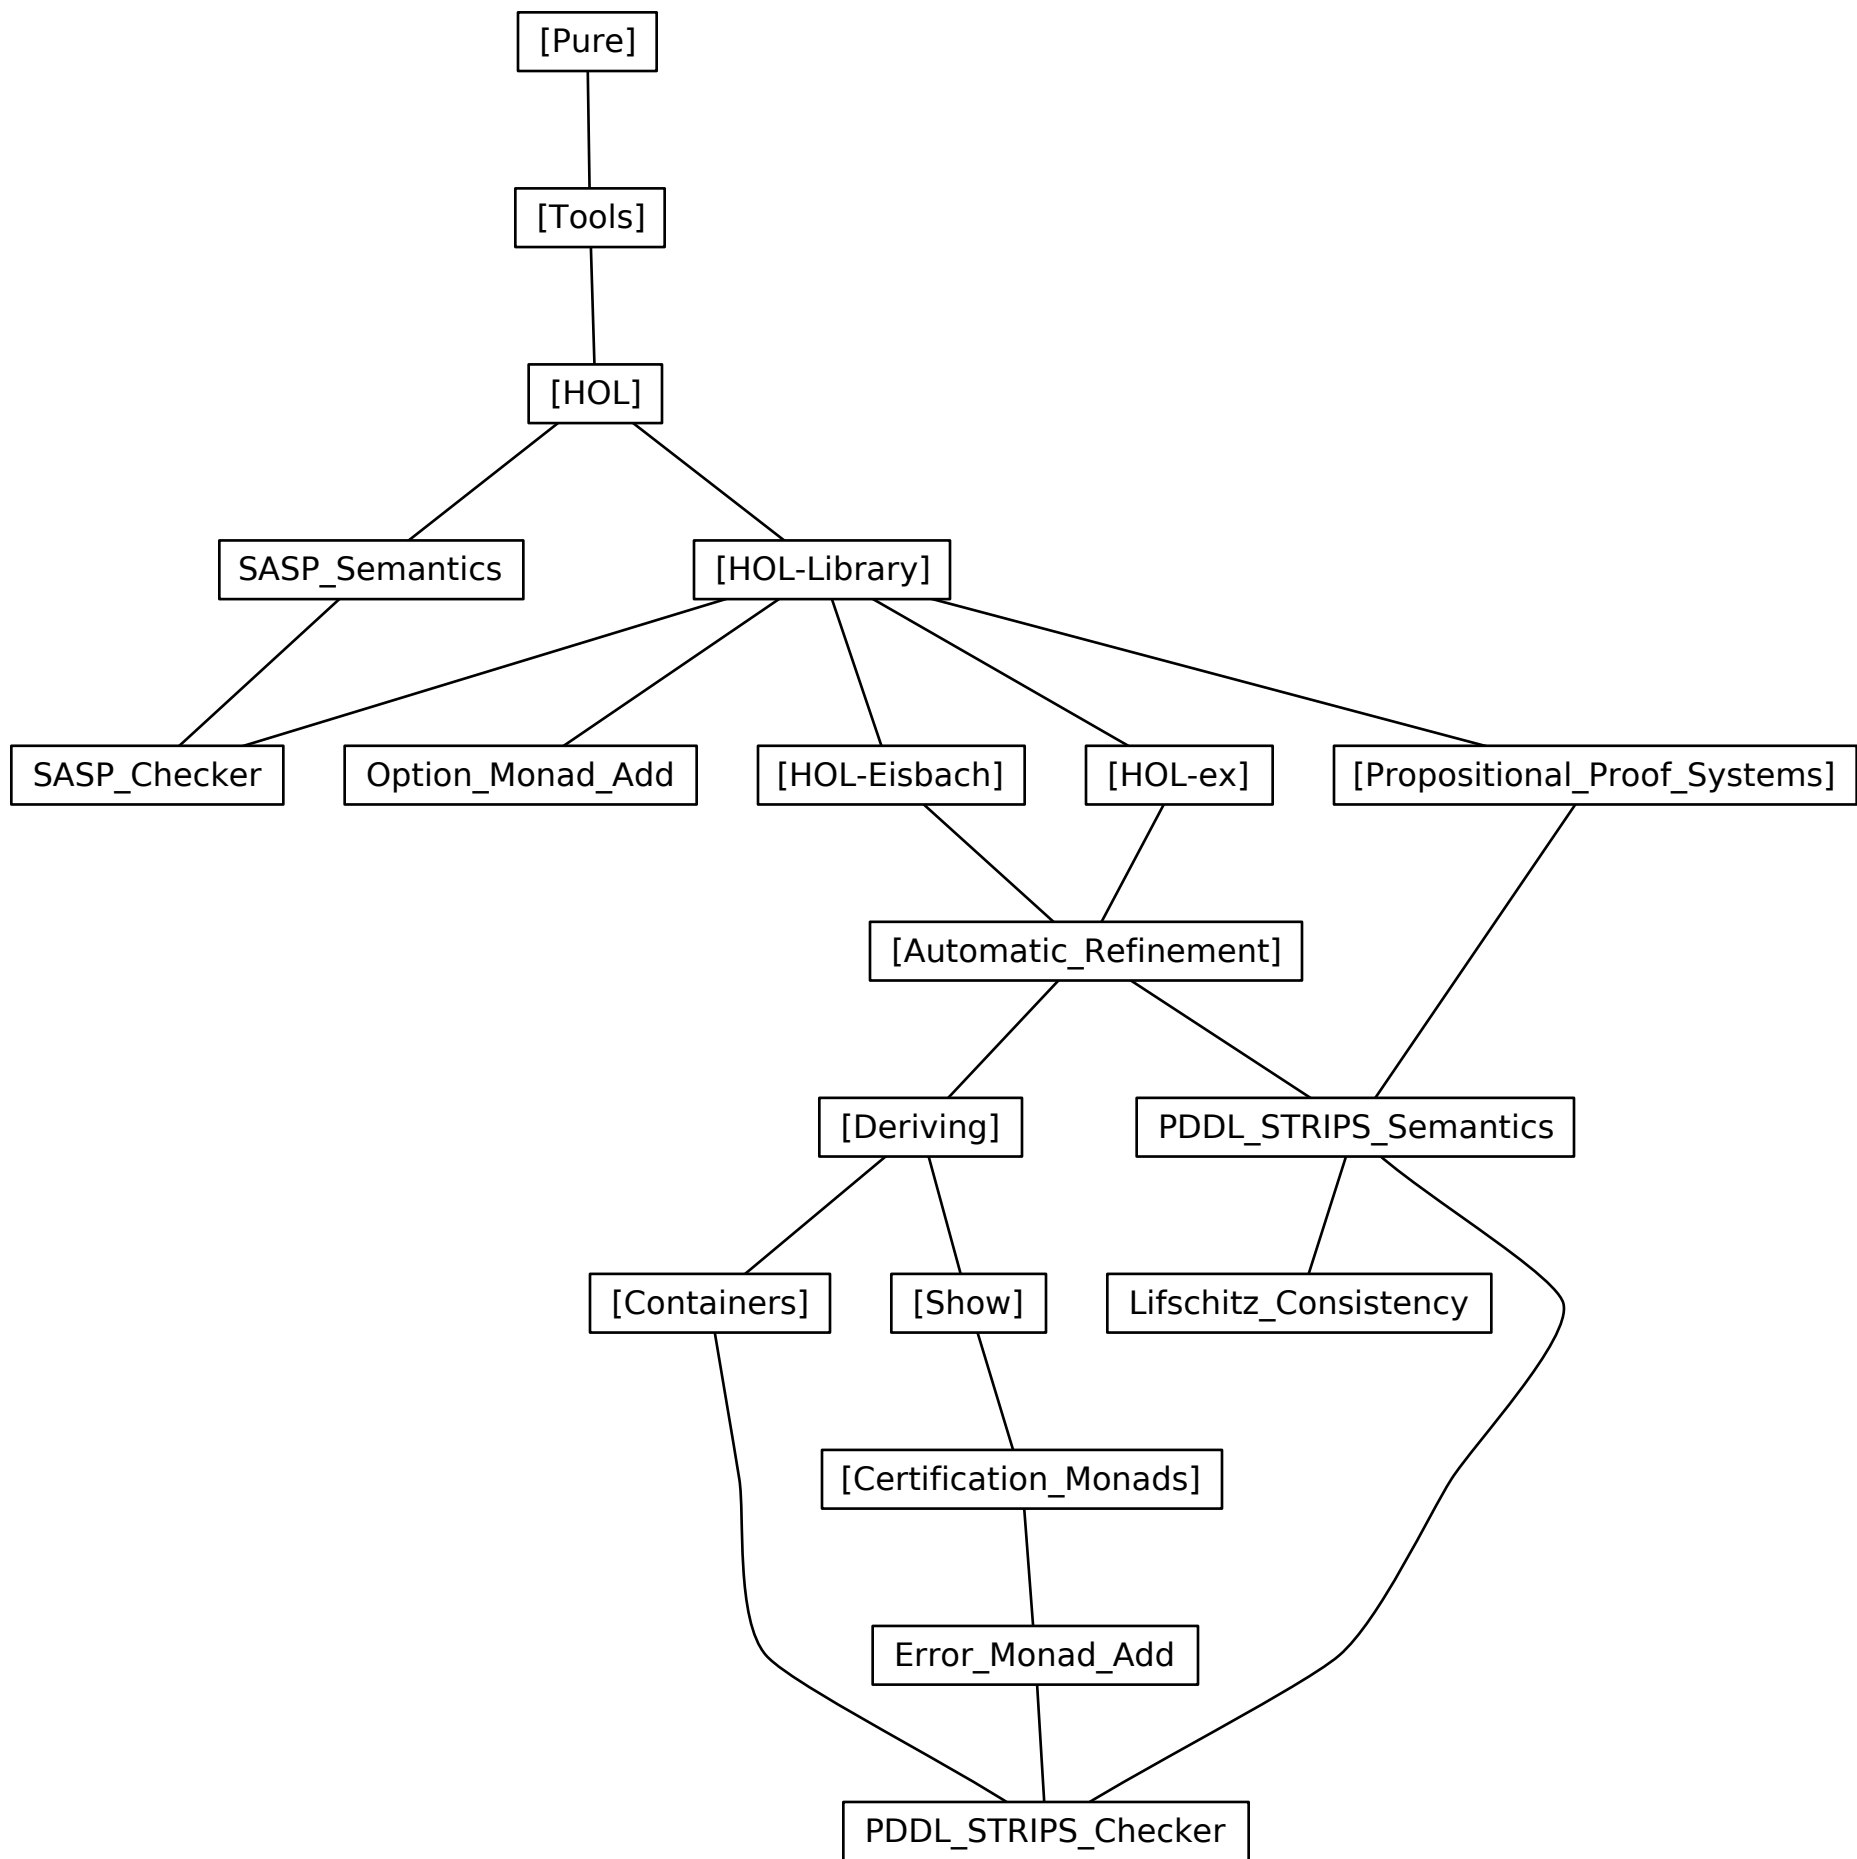 [Pure]
[Tools]
[HOL]
SASP_Semantics
[HOL-Library]
SASP_Checker
Option_Monad_Add
[HOL-Eisbach]
[HOL-ex]
[Propositional_Proof_Systems]
[Automatic_Refinement]
[Deriving]
PDDL_STRIPS_Semantics
[Containers]
[Show]
Lifschitz_Consistency
[Certification_Monads]
Error_Monad_Add
PDDL_STRIPS_Checker